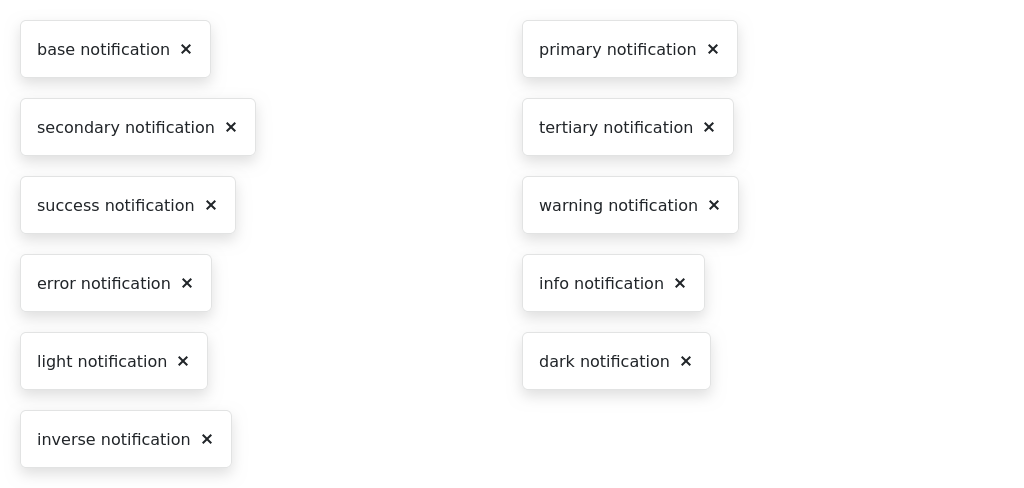 base notification ✕
primary notification ✕
secondary notification ✕
tertiary notification ✕
success notification ✕
warning notification ✕
error notification ✕
info notification ✕
light notification ✕
dark notification ✕
inverse notification ✕